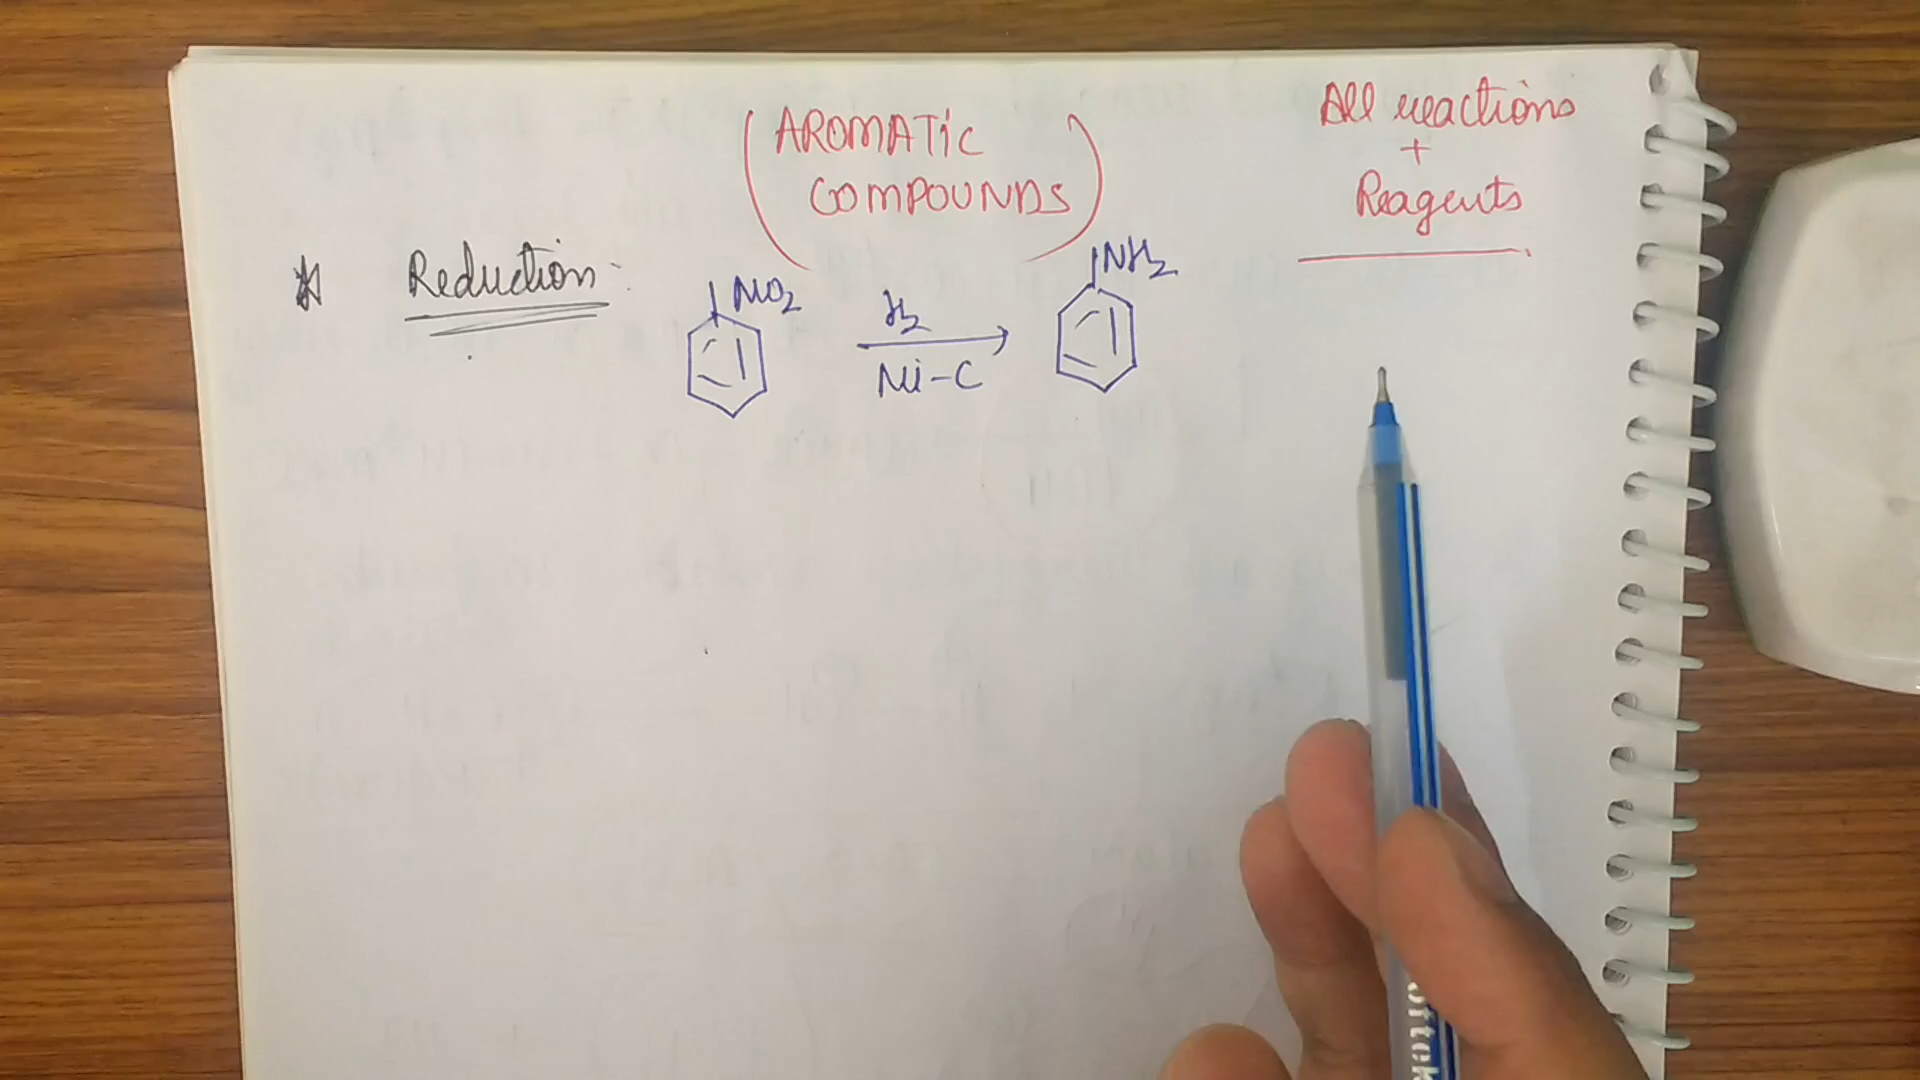 (AROMATIC
COMPOUNDS)
All reactions
+
Reagents
* Reduction:
NO2
H2
Ni-C
NH2